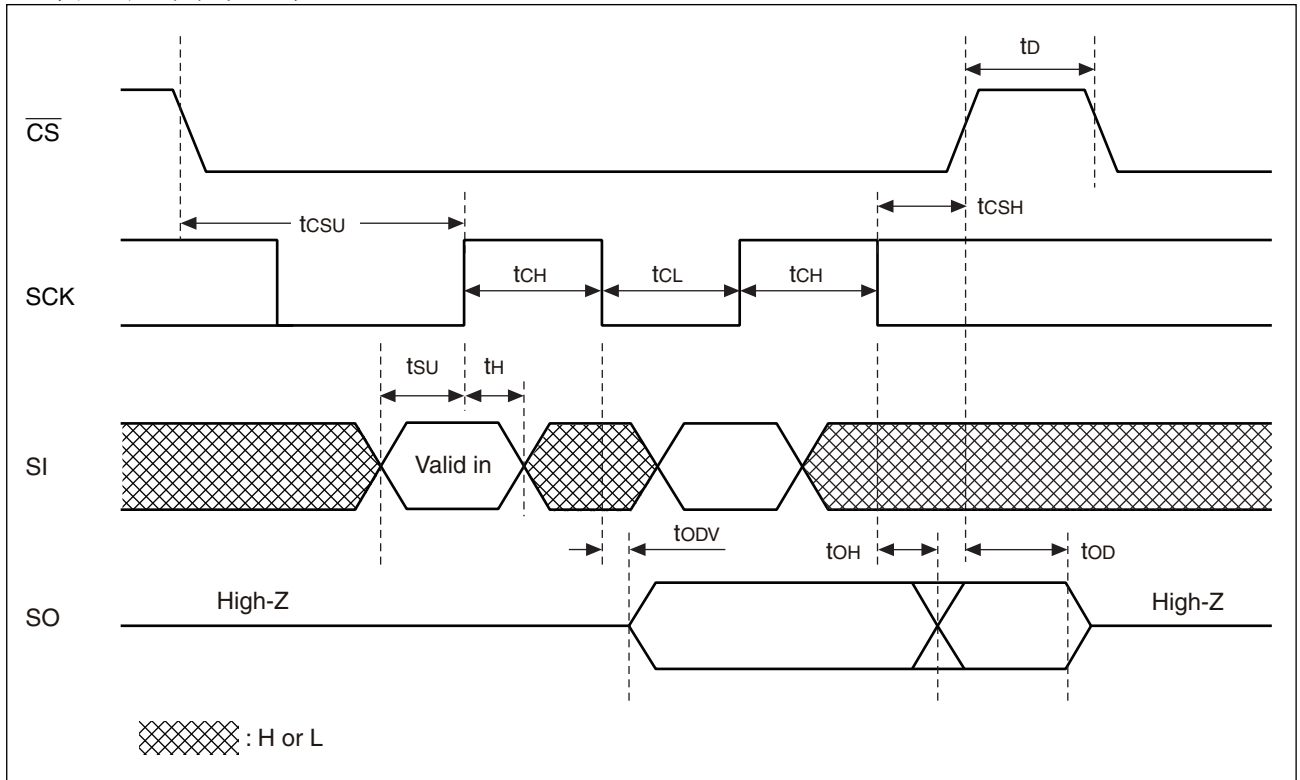 tD
CS
tCSU
tCSH
SCK
tCH
tCL
tCH
tSU
tH
SI
Valid in
tODV
tOH
tOD
SO
High-Z
High-Z
: H or L